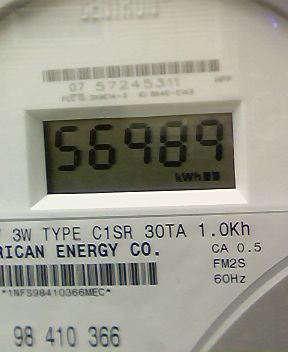 CENTRON
07 57245311
56989
kWh
3W TYPE C1SR 30TA 1.0Kh
RICAN ENERGY CO.
CA 0.5
FM2S
60Hz
*1NFS98410366MEC*
98 410 366